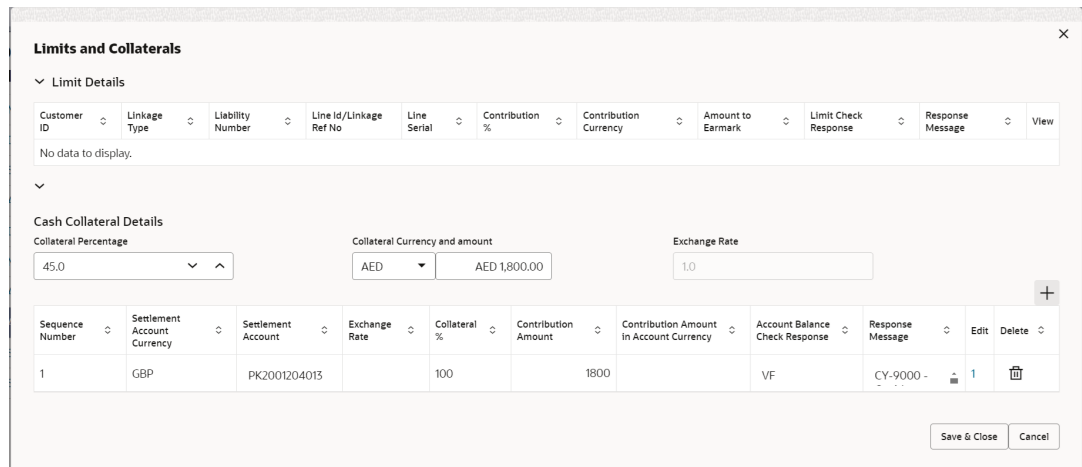 Limits and Collaterals
Limit Details
Customer ID Linkage Type Liability Number Line Id/Linkage Ref No Line Serial Contribution % Contribution Currency Amount to Earmark Limit Check Response Response Message View
No data to display.
Cash Collateral Details
Collateral Percentage Collateral Currency and amount Exchange Rate
45.0 AED AED 1,800.00 1.0
Sequence Number Settlement Account Currency Settlement Account Exchange Rate Collateral % Contribution Amount Contribution Amount in Account Currency Account Balance Check Response Response Message Edit Delete
1 GBP PK2001204013 100 1800 VF CY-9000 - 1
Save & Close Cancel